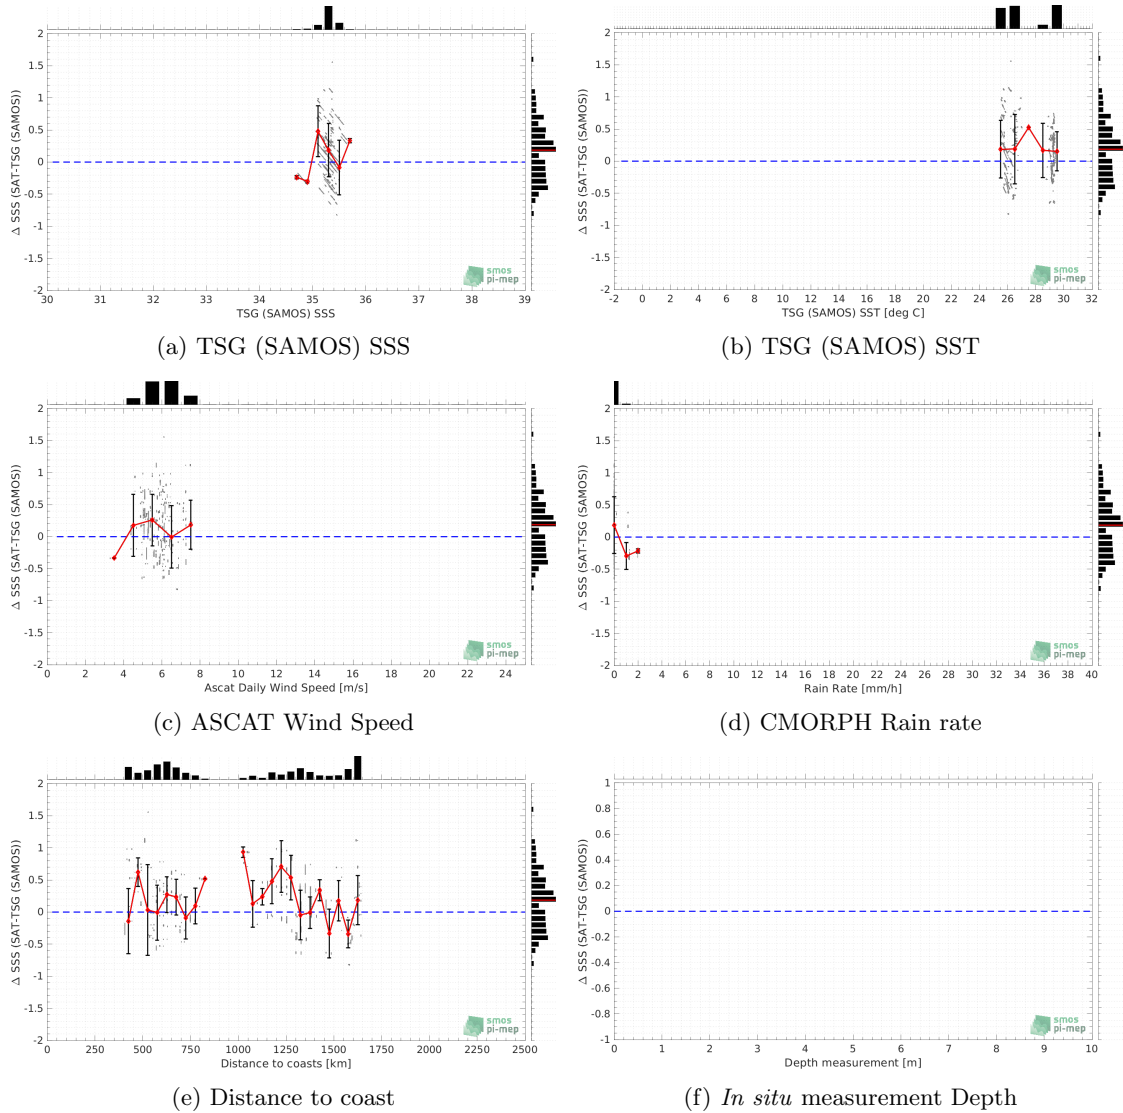 2
1.5
1
0.5
0
-0.5
-1
-1.5
-2
Δ SSS (SAT-TSG (SAMOS))
30 31 32 33 34 35 36 37 38 39
TSG (SAMOS) SSS
smos
pi-mep
(a) TSG (SAMOS) SSS
2
1.5
1
0.5
0
-0.5
-1
-1.5
-2
Δ SSS (SAT-TSG (SAMOS))
-2 0 2 4 6 8 10 12 14 16 18 20 22 24 26 28 30 32
TSG (SAMOS) SST [deg C]
smos
pi-mep
(b) TSG (SAMOS) SST
2
1.5
1
0.5
0
-0.5
-1
-1.5
-2
Δ SSS (SAT-TSG (SAMOS))
0 2 4 6 8 10 12 14 16 18 20 22 24
Ascat Daily Wind Speed [m/s]
smos
pi-mep
(c) ASCAT Wind Speed
2
1.5
1
0.5
0
-0.5
-1
-1.5
-2
Δ SSS (SAT-TSG (SAMOS))
0 2 4 6 8 10 12 14 16 18 20 22 24 26 28 30 32 34 36 38 40
Rain Rate [mm/h]
smos
pi-mep
(d) CMORPH Rain rate
2
1.5
1
0.5
0
-0.5
-1
-1.5
-2
Δ SSS (SAT-TSG (SAMOS))
0 250 500 750 1000 1250 1500 1750 2000 2250 2500
Distance to coasts [km]
smos
pi-mep
(e) Distance to coast
1
0.8
0.6
0.4
0.2
0
-0.2
-0.4
-0.6
-0.8
-1
Δ SSS (SAT-TSG (SAMOS))
0 1 2 3 4 5 6 7 8 9 10
Depth measurement [m]
smos
pi-mep
(f) In situ measurement Depth